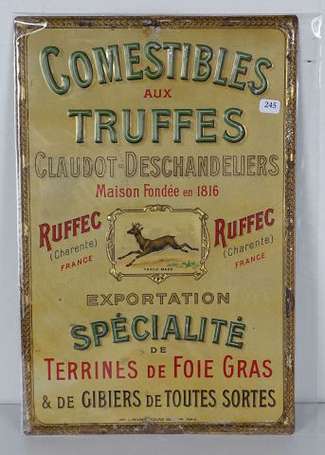 COMESTIBLES
245
AUX
TRUFFES
CLAUDOT-DESCHANDELIERS
Maison Fondée en 1816
RUFFEC
(Charente)
FRANCE
RUFFEC
(Charente)
FRANCE
TRADE MARK
EXPORTATION
SPÉCIALITÉ
DE
TERRINES DE FOIE GRAS
& DE GIBIERS DE TOUTES SORTES